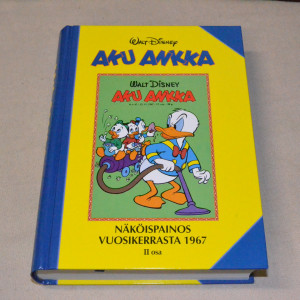 WALT DISNEY
AKU ANKKA
WALT DISNEY
AKU ANKKA
NÄKÖISPAINOS
VUOSIKERRASTA 1967
II osa